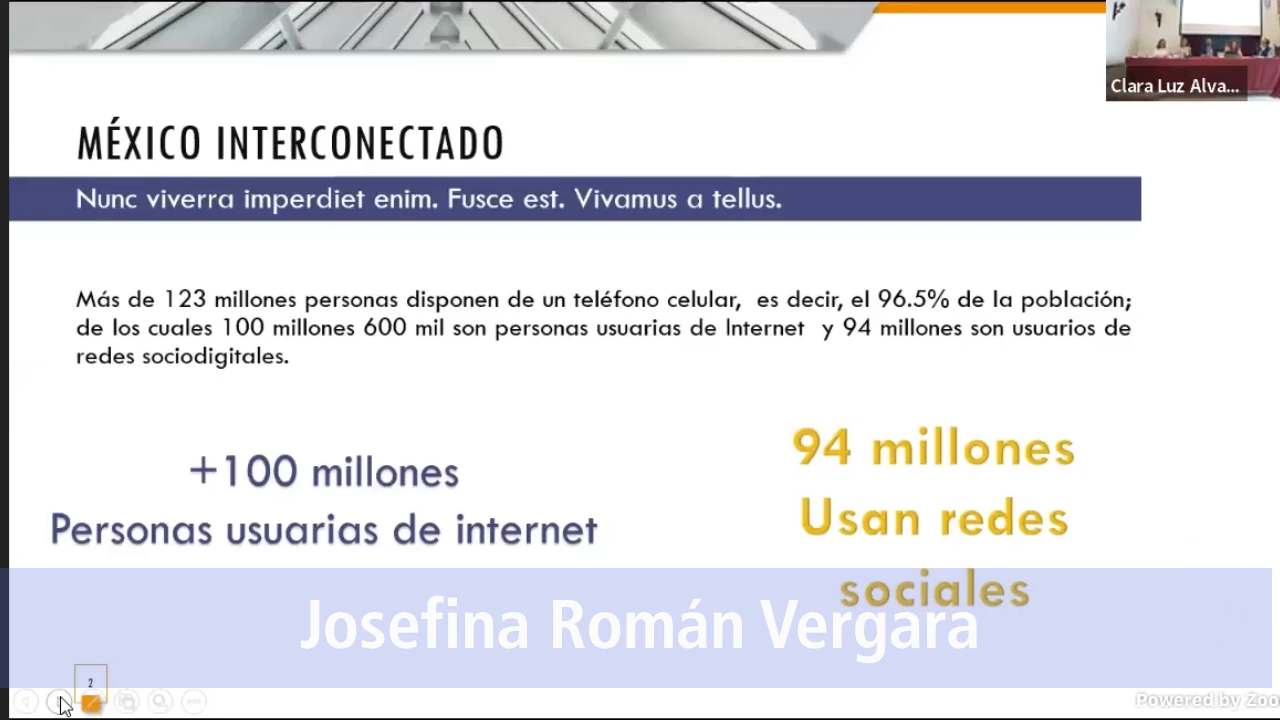 Clara Luz Alva...
MÉXICO INTERCONECTADO
Nunc viverra imperdiet enim. Fusce est. Vivamus a tellus.
Más de 123 millones personas disponen de un teléfono celular, es decir, el 96.5% de la población;
de los cuales 100 millones 600 mil son personas usuarias de Internet y 94 millones son usuarios de
redes sociodigitales.
+100 millones
Personas usuarias de internet
94 millones
Usan redes
sociales
Josefina Román Vergara
2
Powered by Zoo